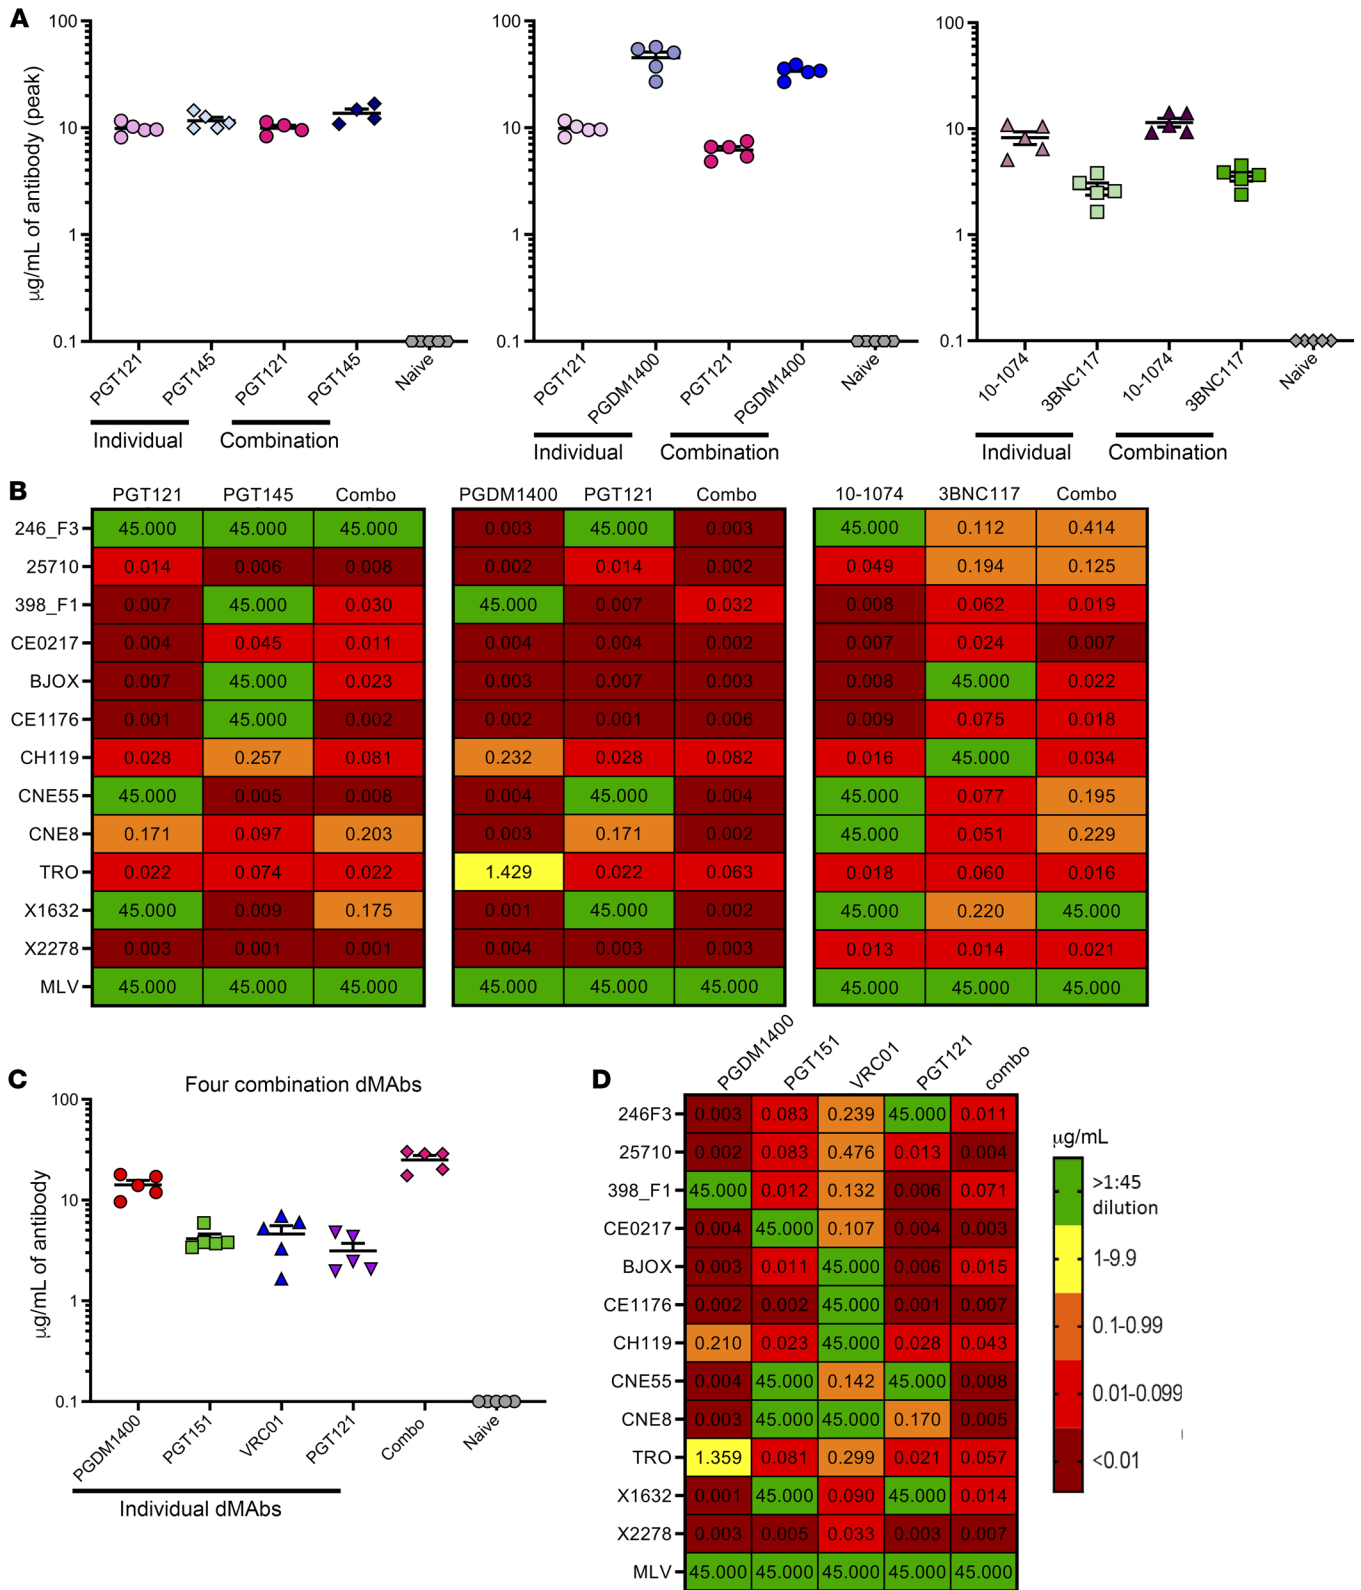 A
μg/mL of antibody (peak)
100
10
1
0.1
PGT121
PGT145
PGT121
PGT145
Naive
Individual
Combination
100
10
1
0.1
PGT121
PGDM1400
PGT121
PGDM1400
Naive
Individual
Combination
100
10
1
0.1
10-1074
3BNC117
10-1074
3BNC117
Naive
Individual
Combination
B
PGT121 PGT145 Combo PGDM1400 PGT121 Combo 10-1074 3BNC117 Combo
246_F3 45.000 45.000 45.000 0.003 45.000 0.003 45.000 0.112 0.414
25710 0.014 0.006 0.008 0.002 0.014 0.002 0.049 0.194 0.125
398_F1 0.007 45.000 0.030 45.000 0.007 0.032 0.008 0.062 0.019
CE0217 0.004 0.045 0.011 0.004 0.004 0.002 0.007 0.024 0.007
BJOX 0.007 45.000 0.023 0.003 0.007 0.003 0.008 45.000 0.022
CE1176 0.001 45.000 0.002 0.002 0.001 0.006 0.009 0.075 0.018
CH119 0.028 0.257 0.081 0.232 0.028 0.082 0.016 45.000 0.034
CNE55 45.000 0.005 0.008 0.004 45.000 0.004 45.000 0.077 0.195
CNE8 0.171 0.097 0.203 0.003 0.171 0.002 45.000 0.051 0.229
TRO 0.022 0.074 0.022 1.429 0.022 0.063 0.018 0.060 0.016
X1632 45.000 0.009 0.175 0.001 45.000 0.002 45.000 0.220 45.000
X2278 0.003 0.001 0.001 0.004 0.003 0.003 0.013 0.014 0.021
MLV 45.000 45.000 45.000 45.000 45.000 45.000 45.000 45.000 45.000
C
Four combination dMAbs
μg/mL of antibody
100
10
1
0.1
PGDM1400
PGT151
VRC01
PGT121
Combo
Naive
Individual dMAbs
D
PGDM1400 PGT151 VRC01 PGT121 combo
246F3 0.003 0.083 0.239 45.000 0.011
25710 0.002 0.083 0.476 0.013 0.004
398_F1 45.000 0.012 0.132 0.006 0.071
CE0217 0.004 45.000 0.107 0.004 0.003
BJOX 0.003 0.011 45.000 0.006 0.015
CE1176 0.002 0.002 45.000 0.001 0.007
CH119 0.210 0.023 45.000 0.028 0.043
CNE55 0.004 45.000 0.142 45.000 0.008
CNE8 0.003 45.000 45.000 0.170 0.005
TRO 1.359 0.081 0.299 0.021 0.057
X1632 0.001 45.000 0.090 45.000 0.014
X2278 0.003 0.005 0.033 0.003 0.007
MLV 45.000 45.000 45.000 45.000 45.000
μg/mL
>1:45
dilution
1-9.9
0.1-0.99
0.01-0.099
<0.01